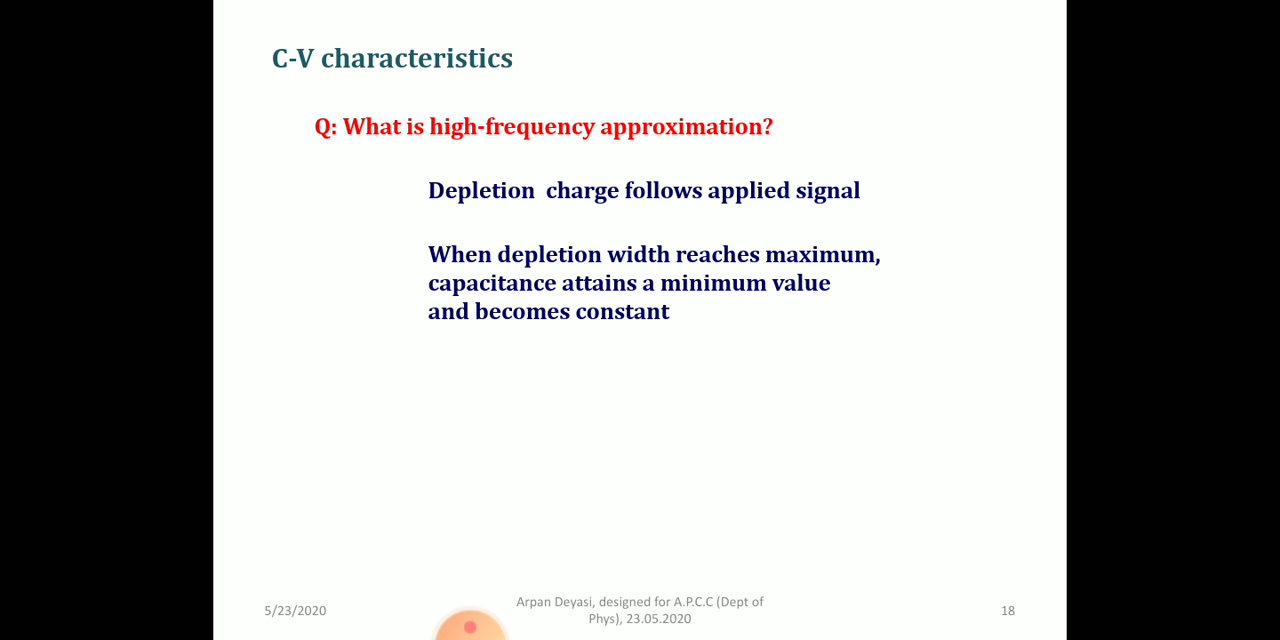 C-V characteristics
Q: What is high-frequency approximation?
Depletion  charge follows applied signal
When depletion width reaches maximum,
capacitance attains a minimum value
and becomes constant
5/23/2020
Arpan Deyasi, designed for A.P.C.C (Dept of
Phys), 23.05.2020
18